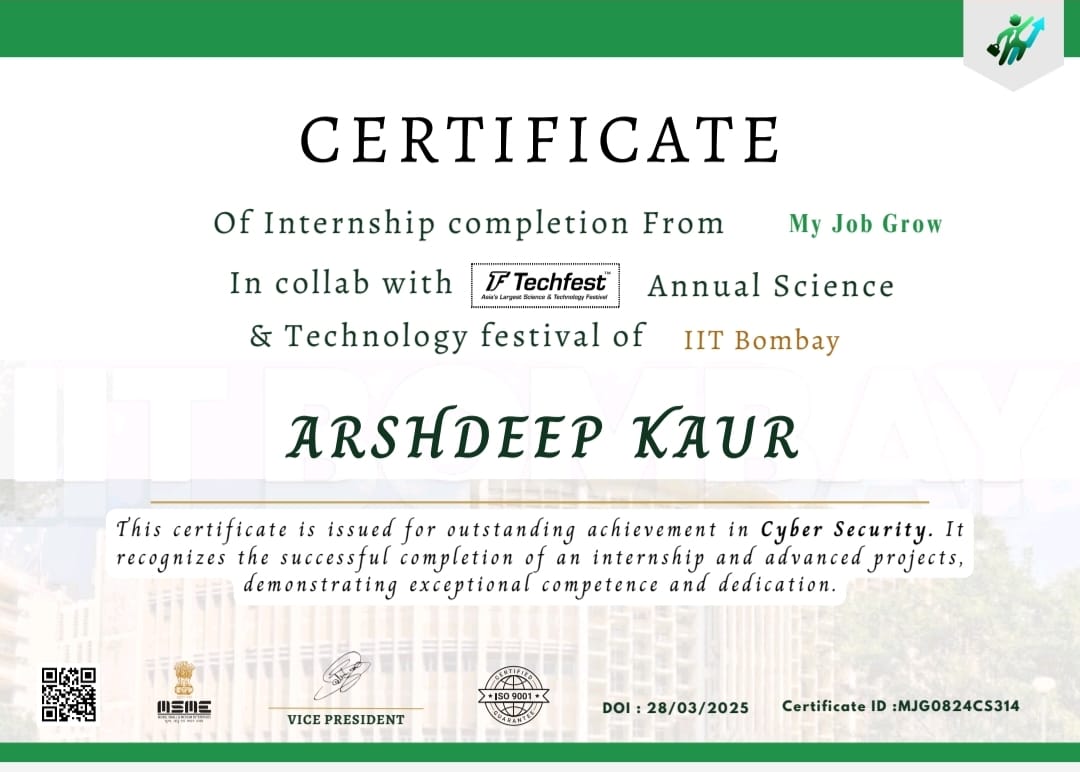 CERTIFICATE
Of Internship completion From My Job Grow
In collab with Techfest™ Annual Science
Asia's Largest Science & Technology Festival
& Technology festival of IIT Bombay
IIT BOMBAY
ARSHDEEP KAUR
This certificate is issued for outstanding achievement in Cyber Security. It
recognizes the successful completion of an internship and advanced projects,
demonstrating exceptional competence and dedication.
MSME
VICE PRESIDENT
CERTIFIED
ISO 9001
GUARANTEE
DOI : 28/03/2025
Certificate ID :MJG0824CS314